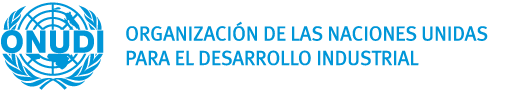 ONUDI
ORGANIZACIÓN DE LAS NACIONES UNIDAS
PARA EL DESARROLLO INDUSTRIAL